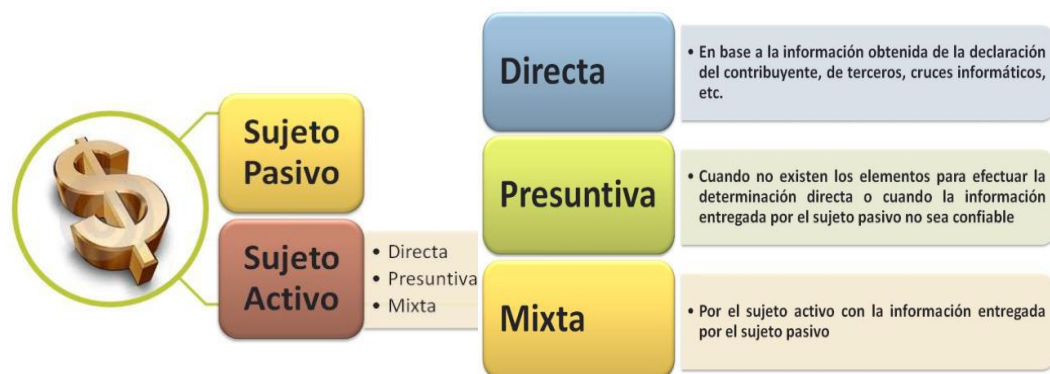 Sujeto
Pasivo
Sujeto
Activo
• Directa
• Presuntiva
• Mixta
Directa
• En base a la información obtenida de la declaración
del contribuyente, de terceros, cruces informáticos,
etc.
Presuntiva
• Cuando no existen los elementos para efectuar la
determinación directa o cuando la información
entregada por el sujeto pasivo no sea confiable
Mixta
• Por el sujeto activo con la información entregada
por el sujeto pasivo